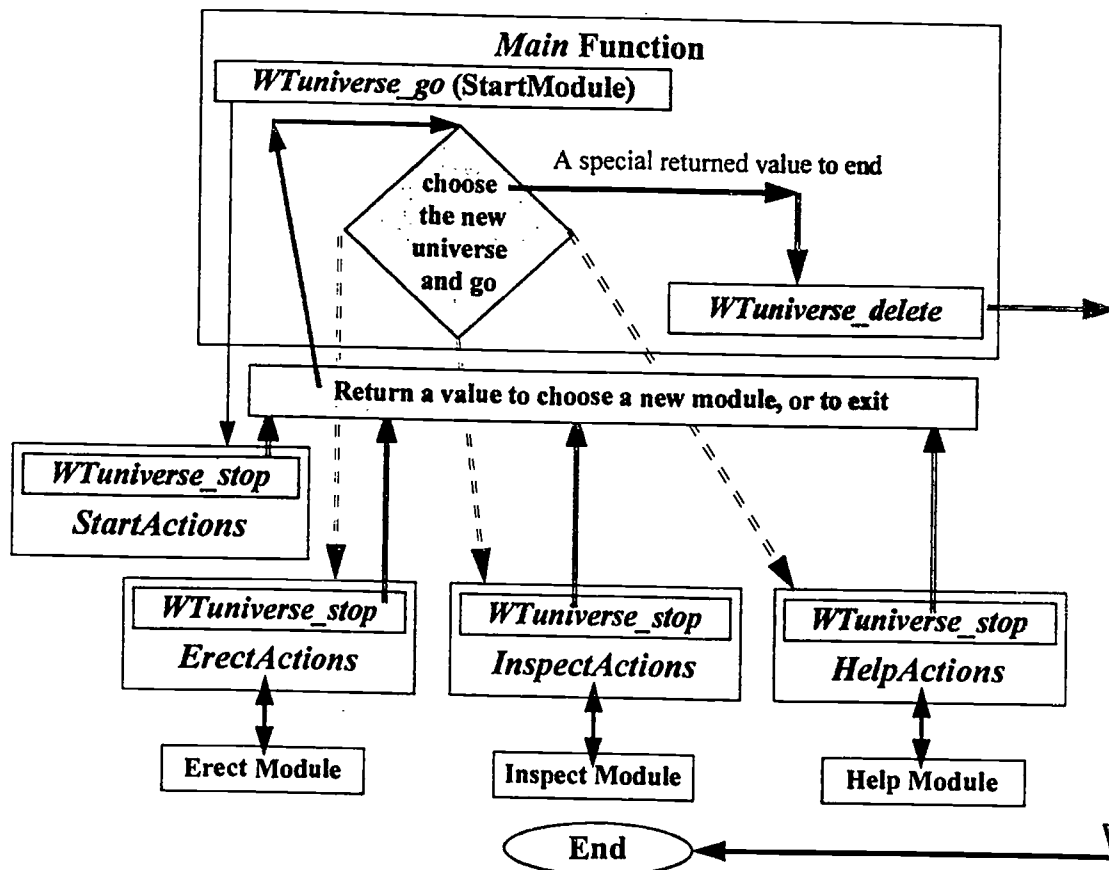 Main Function
WTuniverse_go (StartModule)
A special returned value to end
choose
the new
universe
and go
WTuniverse_delete
Return a value to choose a new module, or to exit
WTuniverse_stop
StartActions
WTuniverse_stop
ErectActions
WTuniverse_stop
InspectActions
WTuniverse_stop
HelpActions
Erect Module
Inspect Module
Help Module
End